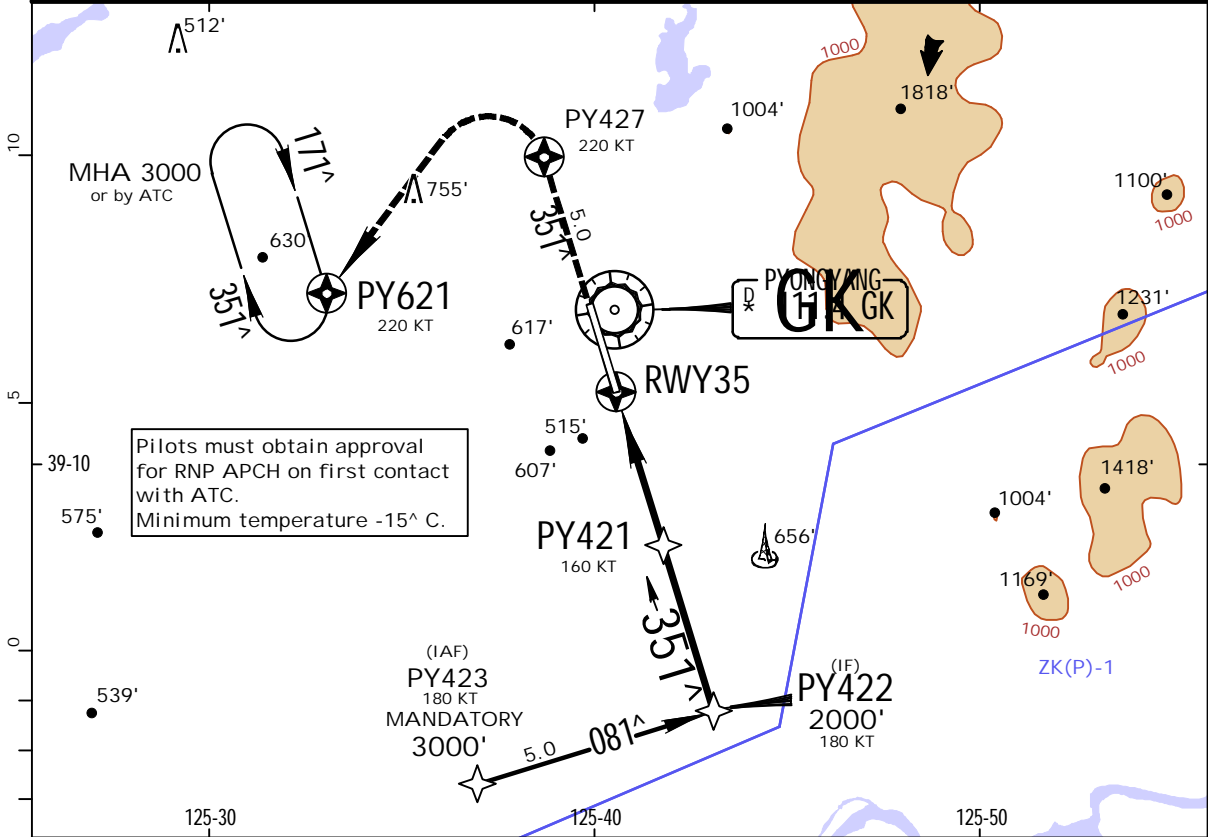 512'
1000
1818'
1004'
PY427
220 KT
10
171^
MHA 3000
or by ATC
755'
351^
5.0
1100'
1000
630
PY621
220 KT
351^
PYONGYANG
D
*
GK
GK
1231'
1000
617'
RWY35
5
515'
607'
39-10
Pilots must obtain approval
for RNP APCH on first contact
with ATC.
Minimum temperature -15^ C.
1418'
1004'
1000
575'
PY421
160 KT
656'
1169'
1000
351^
0
(IAF)
PY423
180 KT
MANDATORY
3000'
(IF)
PY422
2000'
180 KT
ZK(P)-1
539'
5.0
081^
125-30
125-40
125-50